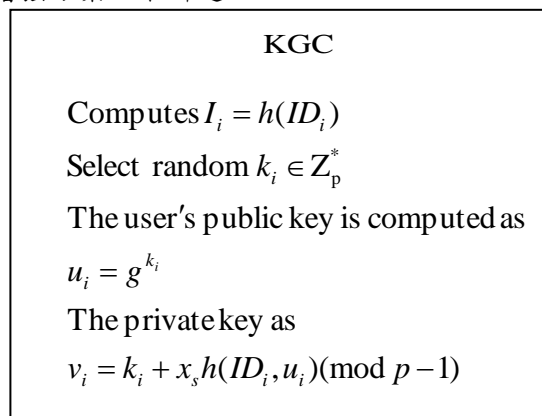 KGC
Computes I_i = h(ID_i)
Select random k_i ∈ Z_p^*
The user's public key is computed as
u_i = g^{k_i}
The private key as
v_i = k_i + x_s h(ID_i, u_i)(mod p − 1)